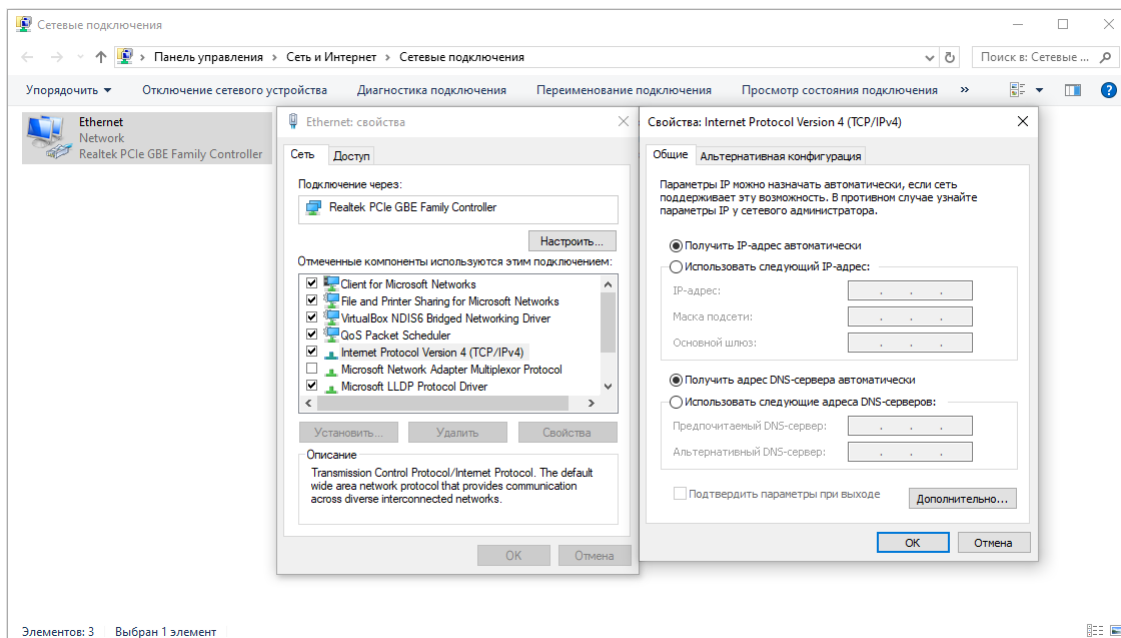 Сетевые подключения
Панель управления > Сеть и Интернет > Сетевые подключения
Поиск в: Сетевые ...
Упорядочить Отключение сетевого устройства Диагностика подключения Переименование подключения Просмотр состояния подключения »
Ethernet
Network
Realtek PCIe GBE Family Controller
Ethernet: свойства
Сеть Доступ
Подключение через:
Realtek PCIe GBE Family Controller
Настроить...
Отмеченные компоненты используются этим подключением:
Client for Microsoft Networks
File and Printer Sharing for Microsoft Networks
VirtualBox NDIS6 Bridged Networking Driver
QoS Packet Scheduler
Internet Protocol Version 4 (TCP/IPv4)
Microsoft Network Adapter Multiplexor Protocol
Microsoft LLDP Protocol Driver
Установить... Удалить Свойства
Описание
Transmission Control Protocol/Internet Protocol. The default
wide area network protocol that provides communication
across diverse interconnected networks.
OK Отмена
Свойства: Internet Protocol Version 4 (TCP/IPv4)
Общие Альтернативная конфигурация
Параметры IP можно назначать автоматически, если сеть
поддерживает эту возможность. В противном случае узнайте
параметры IP у сетевого администратора.
Получить IP-адрес автоматически
Использовать следующий IP-адрес:
IP-адрес:
Маска подсети:
Основной шлюз:
Получить адрес DNS-сервера автоматически
Использовать следующие адреса DNS-серверов:
Предпочитаемый DNS-сервер:
Альтернативный DNS-сервер:
Подтвердить параметры при выходе
Дополнительно...
OK Отмена
Элементов: 3 Выбран 1 элемент